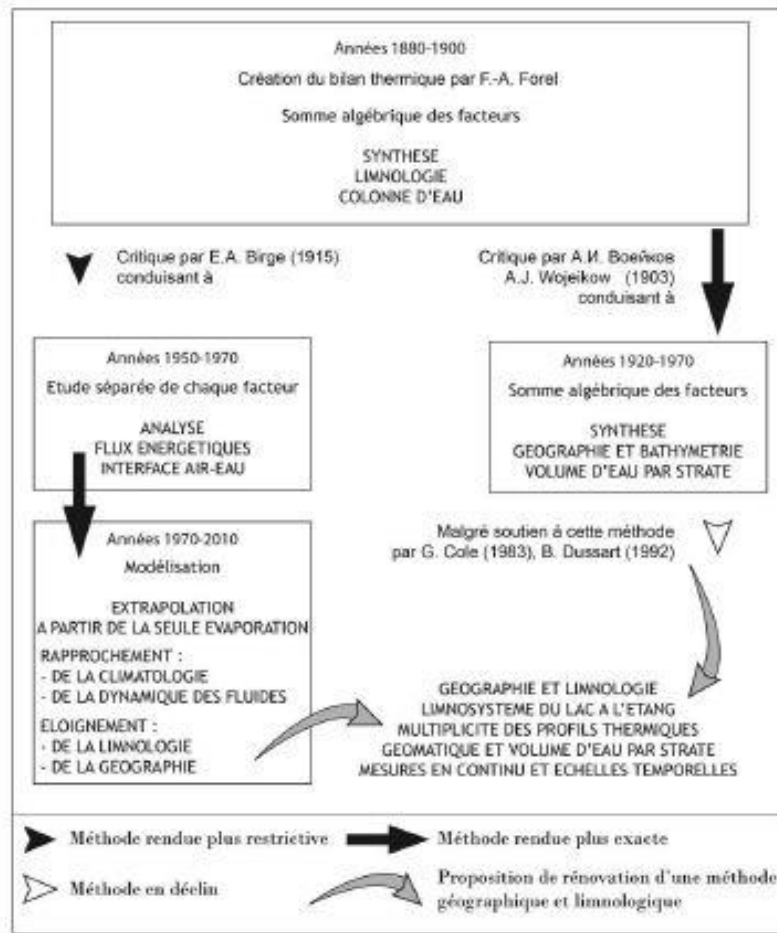 Années 1880-1900
Création du bilan thermique par F.-A. Forel
Somme algébrique des facteurs
SYNTHESE
LIMNOLOGIE
COLONNE D'EAU
Critique par E.A. Birge (1915)
conduisant à
Critique par А.И. Воейков
A.J. Wojeikow (1903)
conduisant à
Années 1950-1970
Etude séparée de chaque facteur
ANALYSE
FLUX ENERGETIQUES
INTERFACE AIR-EAU
Années 1920-1970
Somme algébrique des facteurs
SYNTHESE
GEOGRAPHIE ET BATHYMETRIE
VOLUME D'EAU PAR STRATE
Malgré soutien à cette méthode
par G. Cole (1983), B. Dussart (1992)
Années 1970-2010
Modélisation
EXTRAPOLATION
A PARTIR DE LA SEULE EVAPORATION
RAPPROCHEMENT :
- DE LA CLIMATOLOGIE
- DE LA DYNAMIQUE DES FLUIDES
ELOIGNEMENT :
- DE LA LIMNOLOGIE
- DE LA GEOGRAPHIE
GEOGRAPHIE ET LIMNOLOGIE
LIMNOSYSTEME DU LAC A L'ETANG
MULTIPLICITE DES PROFILS THERMIQUES
GEOMATIQUE ET VOLUME D'EAU PAR STRATE
MESURES EN CONTINU ET ECHELLES TEMPORELLES
Méthode rendue plus restrictive
Méthode rendue plus exacte
Méthode en déclin
Proposition de rénovation d'une méthode
géographique et limnologique